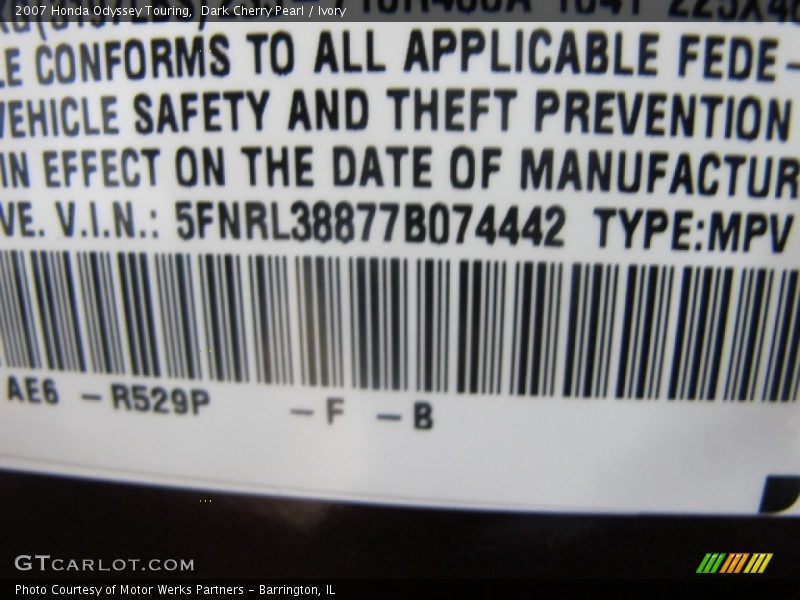 2007 Honda Odyssey Touring, Dark Cherry Pearl / Ivory
LE CONFORMS TO ALL APPLICABLE FEDE-
VEHICLE SAFETY AND THEFT PREVENTION
IN EFFECT ON THE DATE OF MANUFACTUR
VE. V.I.N.: 5FNRL38877B074442 TYPE:MPV
AE6 -R529P -F -B
GTCARLOT.COM
Photo Courtesy of Motor Werks Partners - Barrington, IL